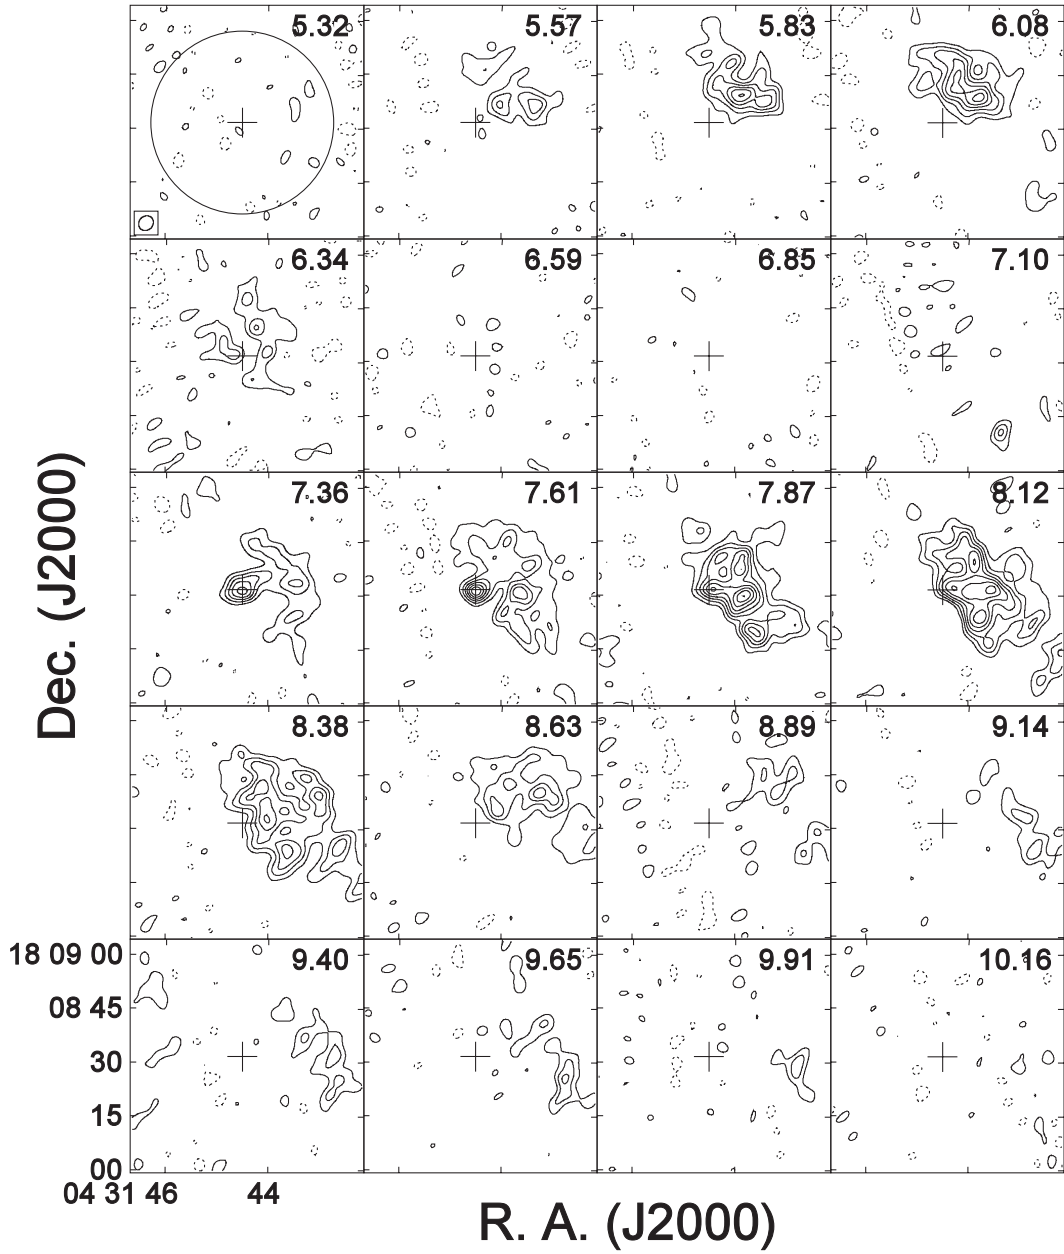 5.32 5.57 5.83 6.08
6.34 6.59 6.85 7.10
7.36 7.61 7.87 8.12
8.38 8.63 8.89 9.14
9.40 9.65 9.91 10.16
Dec. (J2000)
18 09 00
08 45
30
15
00
04 31 46 44
R. A. (J2000)